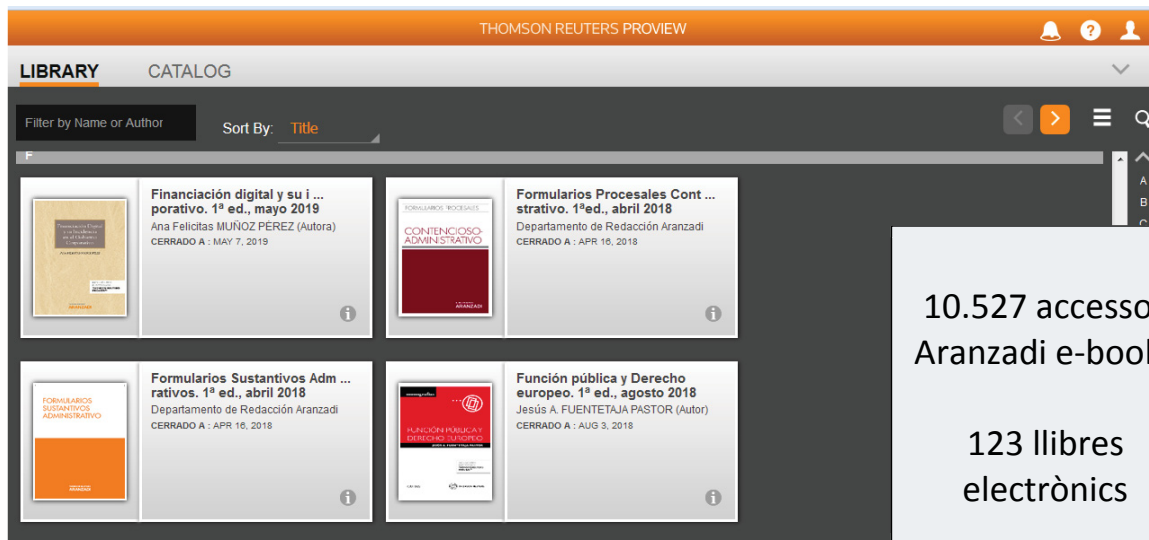 THOMSON REUTERS PROVIEW
LIBRARY CATALOG
Filter by Name or Author
Sort By: Title
F
A
B
C
Financiación digital y su i ...
porativo. 1ª ed., mayo 2019
Ana Felicitas MUÑOZ PÉREZ (Autora)
CERRADO A : MAY 7, 2019
ARANZADI
FORMULARIOS PROCESALES
CONTENCIOSO-
ADMINISTRATIVO
ARANZADI
Formularios Procesales Cont ...
strativo. 1ªed., abril 2018
Departamento de Redacción Aranzadi
CERRADO A : APR 16, 2018
FORMULARIOS
SUSTANTIVOS
ADMINISTRATIVO
ARANZADI
Formularios Sustantivos Adm ...
rativos. 1ª ed., abril 2018
Departamento de Redacción Aranzadi
CERRADO A : APR 16, 2018
FUNCIÓN PÚBLICA Y
DERECHO EUROPEO
Función pública y Derecho
europeo. 1ª ed., agosto 2018
Jesús A. FUENTETAJA PASTOR (Autor)
CERRADO A : AUG 3, 2018
10.527 accesso
Aranzadi e-book
123 llibres
electrònics